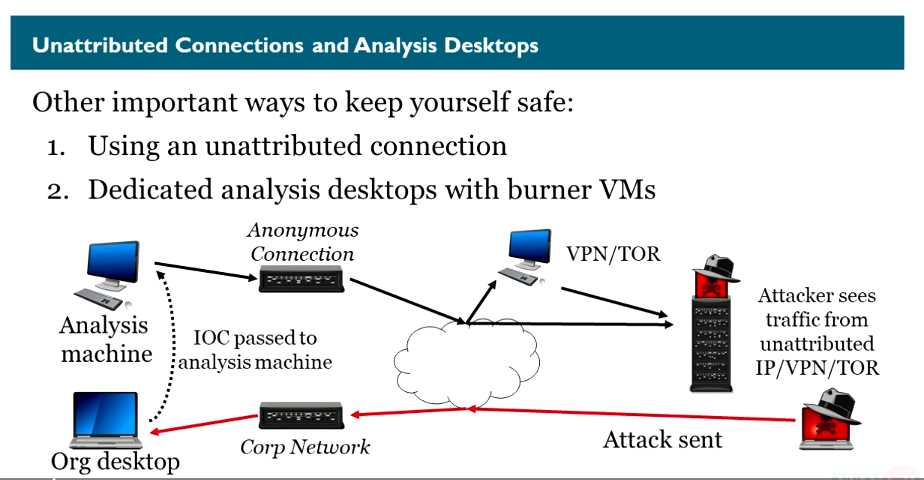 Unattributed Connections and Analysis Desktops
Other important ways to keep yourself safe:
1. Using an unattributed connection
2. Dedicated analysis desktops with burner VMs
Anonymous
Connection
VPN/TOR
Analysis
machine
IOC passed to
analysis machine
Attacker sees
traffic from
unattributed
IP/VPN/TOR
Org desktop
Corp Network
Attack sent